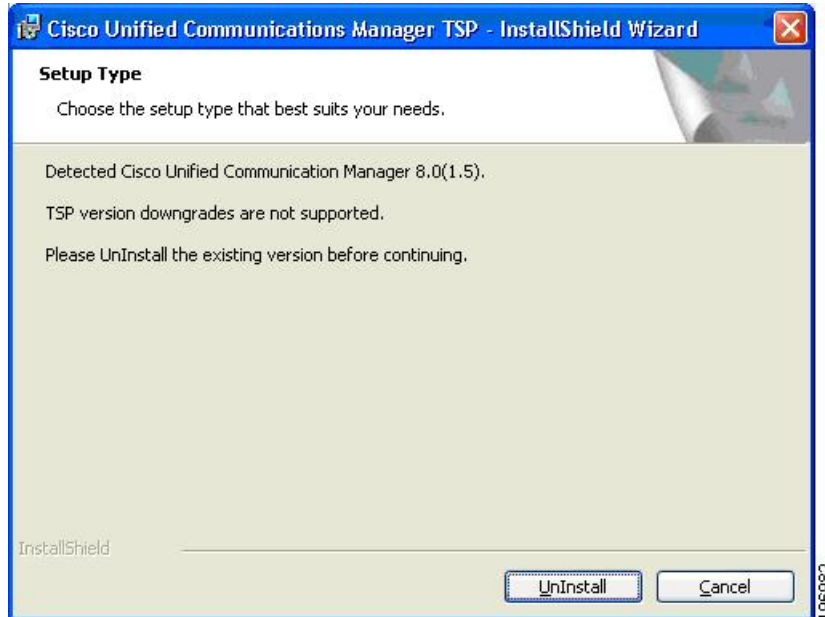 Cisco Unified Communications Manager TSP - InstallShield Wizard
Setup Type
Choose the setup type that best suits your needs.
Detected Cisco Unified Communication Manager 8.0(1.5).
TSP version downgrades are not supported.
Please UnInstall the existing version before continuing.
InstallShield
UnInstall
Cancel